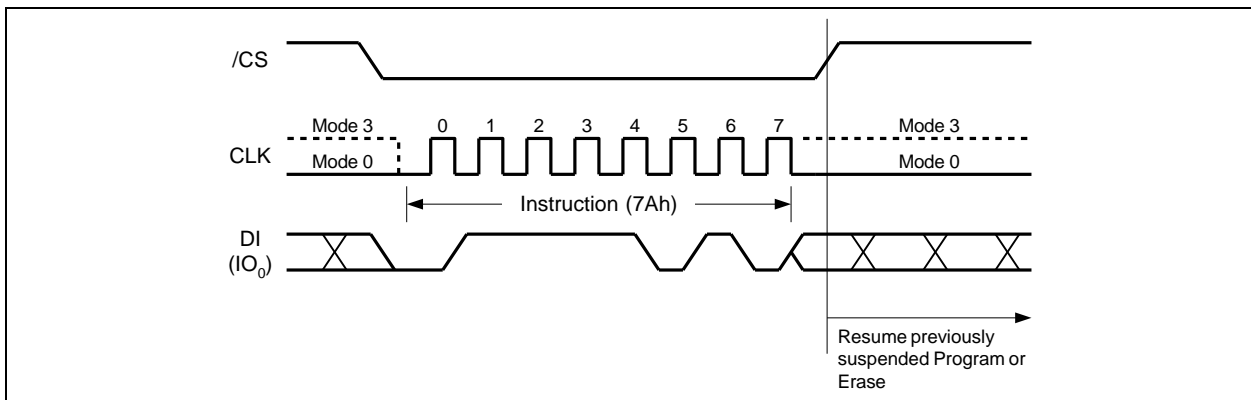 /CS
Mode 3
0 1 2 3 4 5 6 7
Mode 3
CLK
Mode 0
Mode 0
Instruction (7Ah)
DI
(IO0)
Resume previously
suspended Program or
Erase